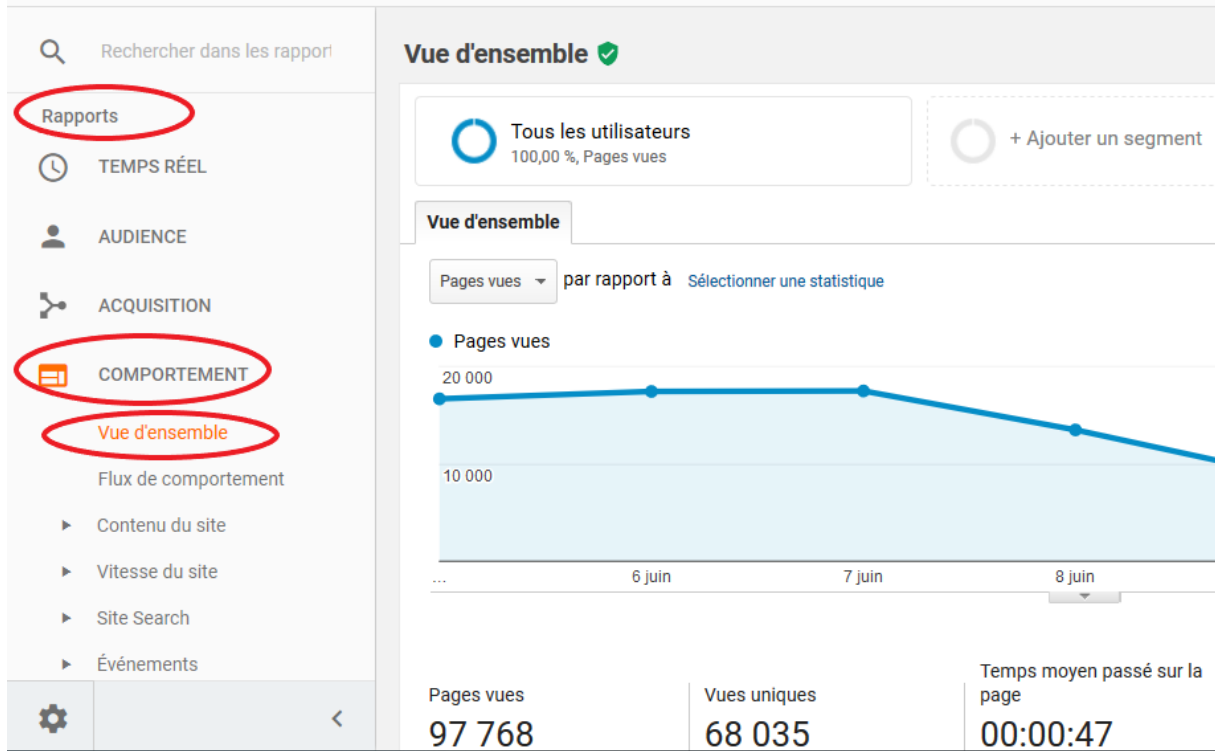 Rechercher dans les rapport
Rapports
TEMPS RÉEL
AUDIENCE
ACQUISITION
COMPORTEMENT
Vue d'ensemble
Flux de comportement
Contenu du site
Vitesse du site
Site Search
Événements
Vue d'ensemble
Tous les utilisateurs
100,00 %, Pages vues
+ Ajouter un segment
Vue d'ensemble
Pages vues par rapport à Sélectionner une statistique
Pages vues
20 000
10 000
... 6 juin 7 juin 8 juin
Pages vues
97 768
Vues uniques
68 035
Temps moyen passé sur la
page
00:00:47